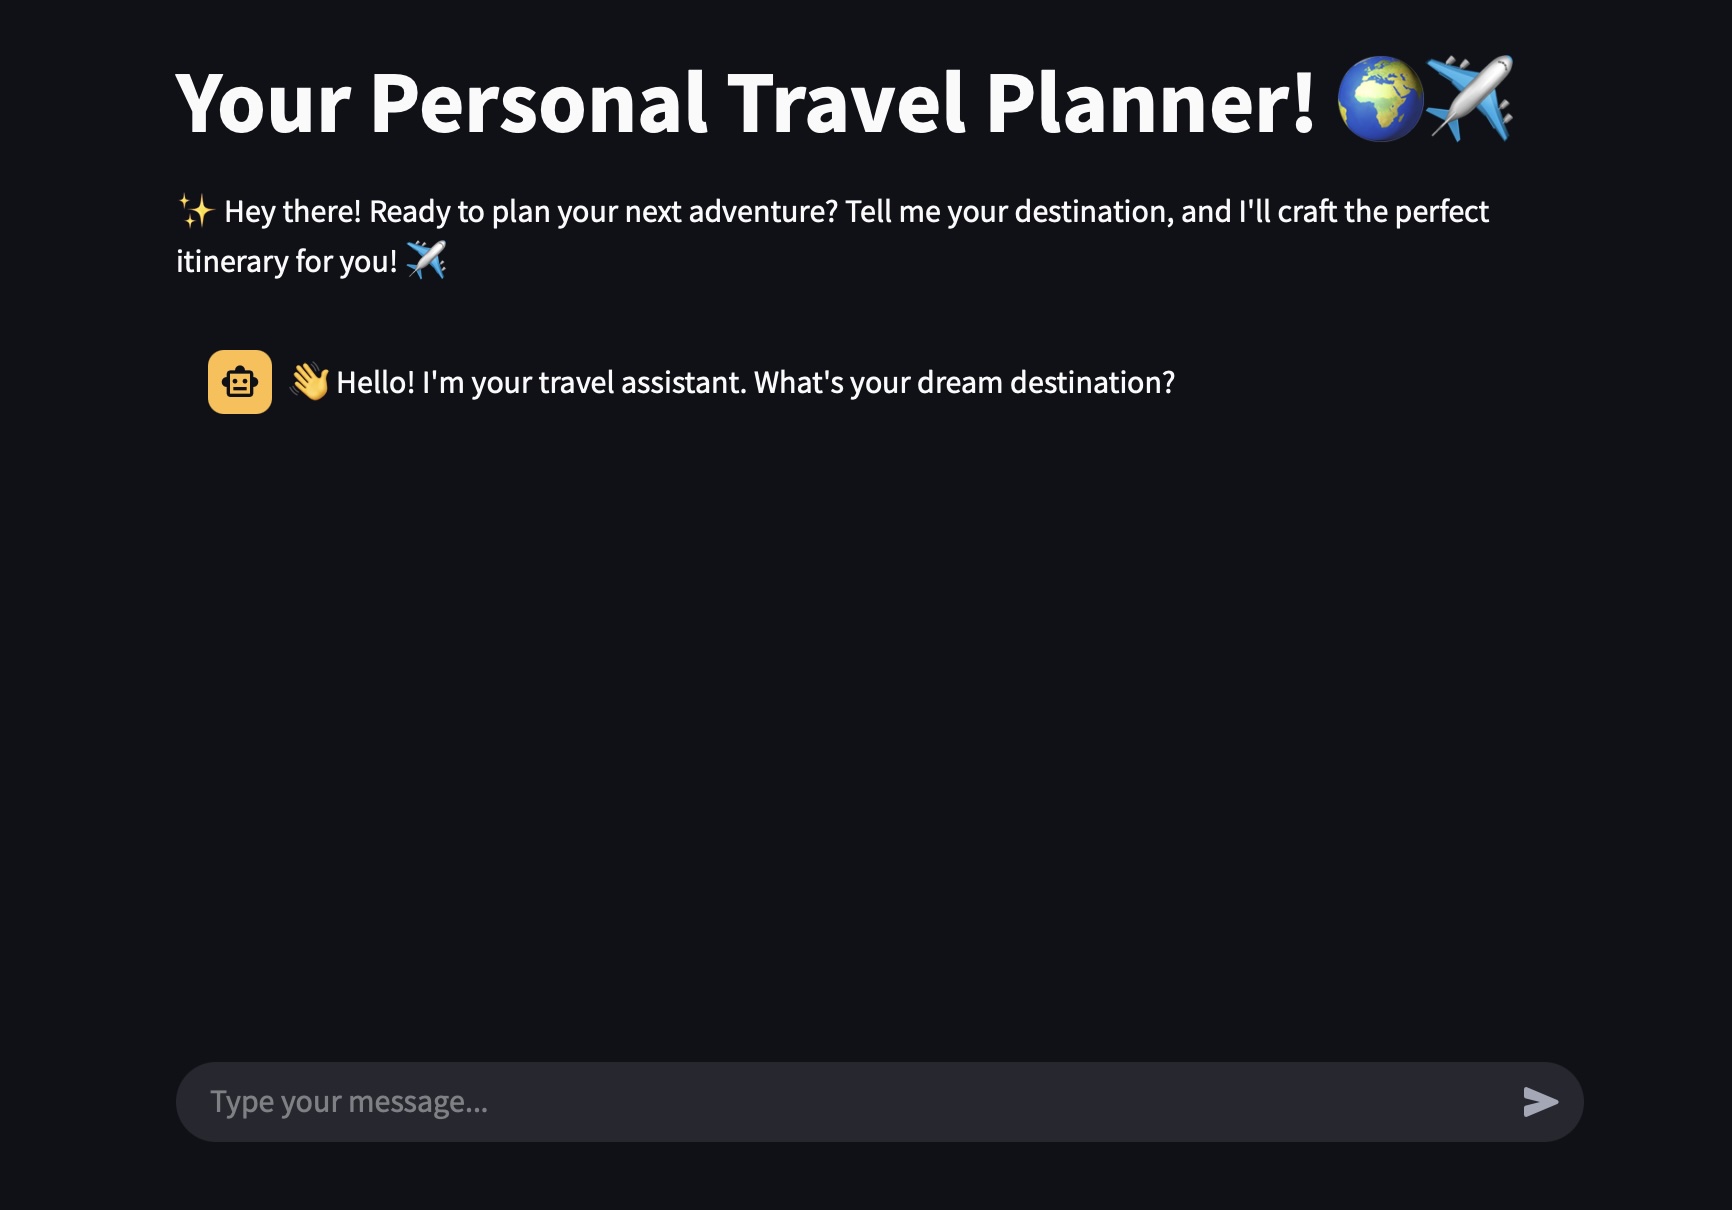 Your Personal Travel Planner! 🌍✈️
✨ Hey there! Ready to plan your next adventure? Tell me your destination, and I'll craft the perfect
itinerary for you! ✈️
👋 Hello! I'm your travel assistant. What's your dream destination?
Type your message...